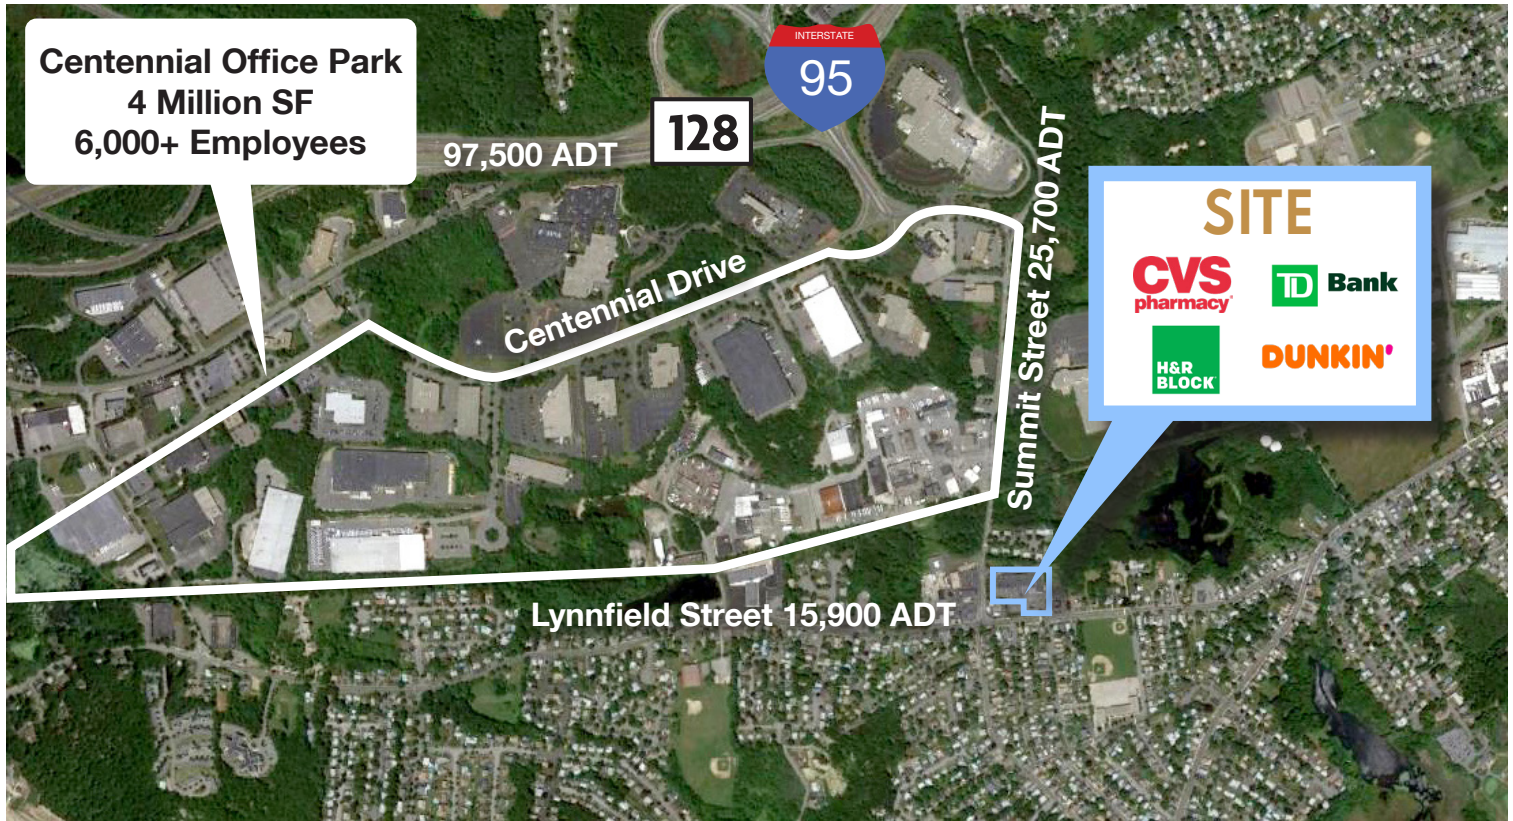 Centennial Office Park
4 Million SF
6,000+ Employees
INTERSTATE
95
128
97,500 ADT
Centennial Drive
Summit Street 25,700 ADT
SITE
CVS
pharmacy
TD Bank
H&R
BLOCK
DUNKIN'
Lynnfield Street 15,900 ADT